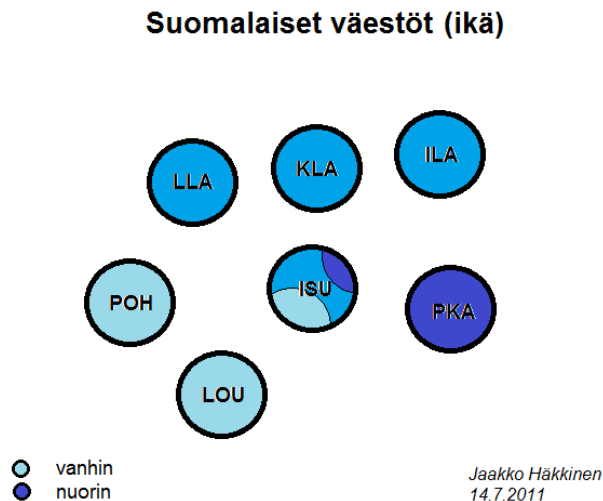 Suomalaiset väestöt (ikä)
LLA
KLA
ILA
POH
ISU
PKA
LOU
vanhin
nuorin
Jaakko Häkkinen
14.7.2011